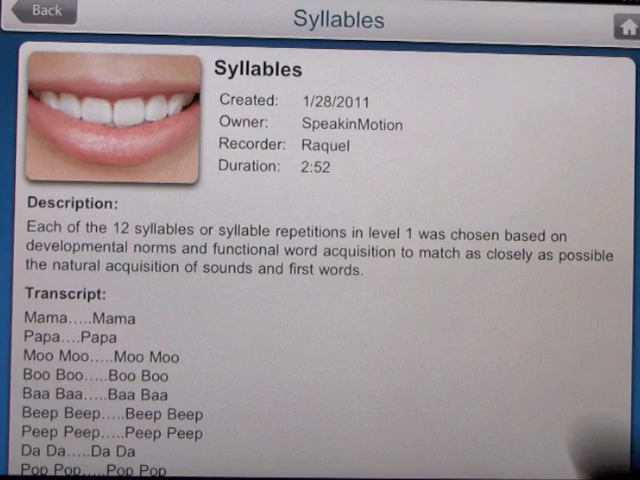 Back
Syllables
Syllables
Created: 1/28/2011
Owner: SpeakinMotion
Recorder: Raquel
Duration: 2:52
Description:
Each of the 12 syllables or syllable repetitions in level 1 was chosen based on
developmental norms and functional word acquisition to match as closely as possible
the natural acquisition of sounds and first words.
Transcript:
Mama.....Mama
Papa....Papa
Moo Moo.....Moo Moo
Boo Boo.....Boo Boo
Baa Baa.....Baa Baa
Beep Beep.....Beep Beep
Peep Peep.....Peep Peep
Da Da.....Da Da
Pop Pop.....Pop Pop